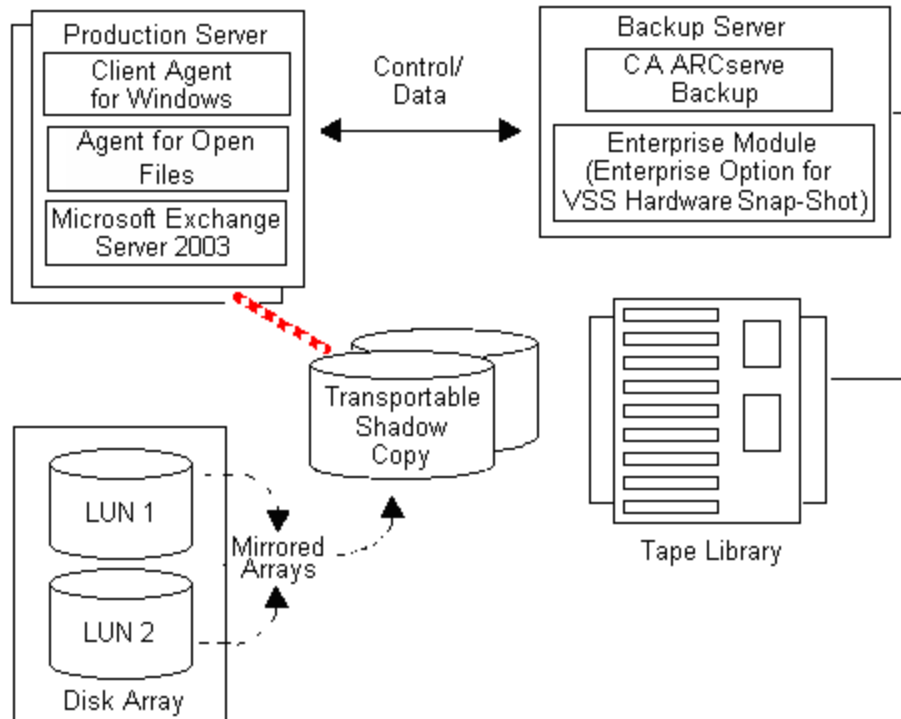 Production Server
Client Agent
for Windows
Agent for Open
Files
Microsoft Exchange
Server 2003
Control/
Data
Backup Server
CA ARCserve
Backup
Enterprise Module
(Enterprise Option for
VSS Hardware Snap-Shot)
Transportable
Shadow
Copy
LUN 1
LUN 2
Disk Array
Mirrored
Arrays
Tape Library